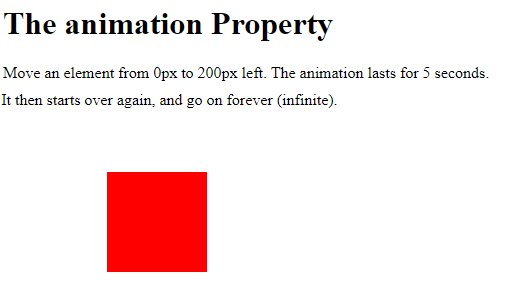 The animation Property
Move an element from 0px to 200px left. The animation lasts for 5 seconds.
It then starts over again, and go on forever (infinite).